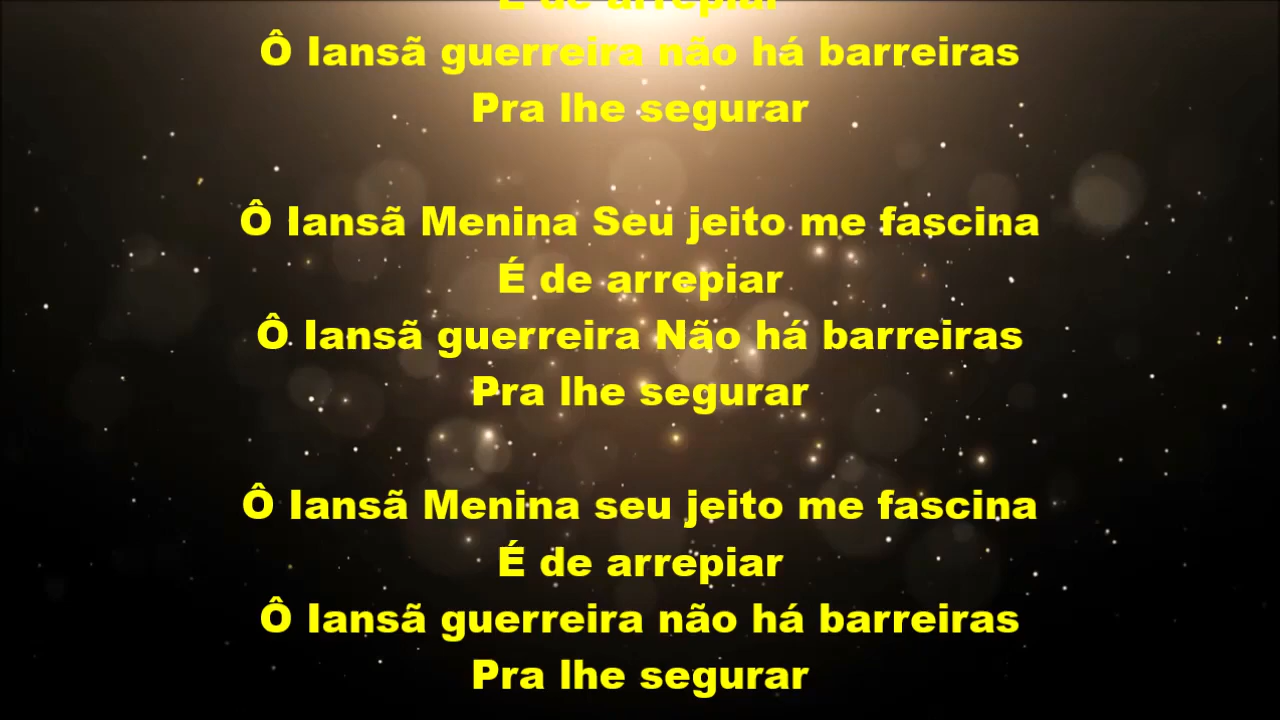 É de arrepiar
Ô Iansã guerreira não há barreiras
Pra lhe segurar
Ô Iansã Menina Seu jeito me fascina
É de arrepiar
Ô Iansã guerreira Não há barreiras
Pra lhe segurar
Ô Iansã Menina seu jeito me fascina
É de arrepiar
Ô Iansã guerreira não há barreiras
Pra lhe segurar